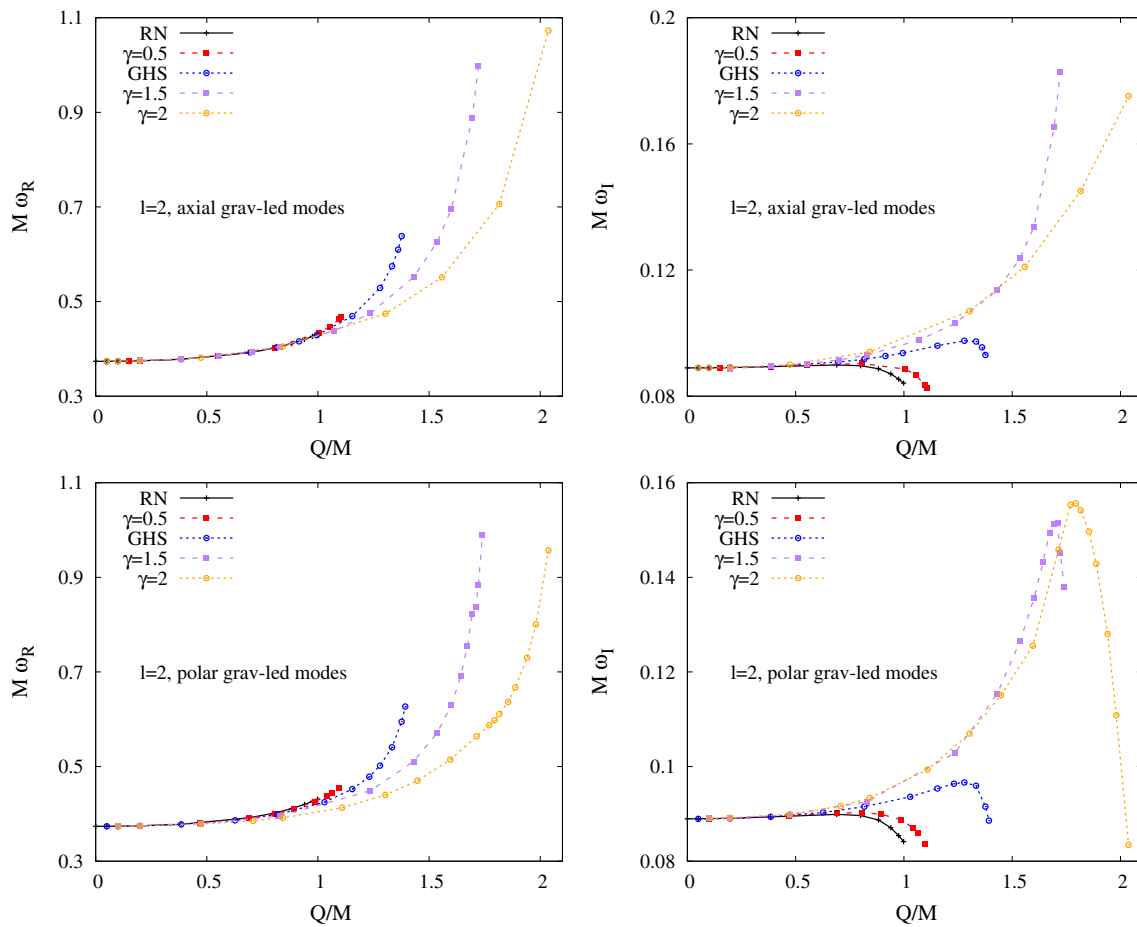 1.1
0.9
0.7
0.5
0.3
M ω_R
RN
γ=0.5
GHS
γ=1.5
γ=2
l=2, axial grav-led modes
0 0.5 1 1.5 2
Q/M
0.2
0.16
0.12
0.08
M ω_I
RN
γ=0.5
GHS
γ=1.5
γ=2
l=2, axial grav-led modes
0 0.5 1 1.5 2
Q/M
1.1
0.9
0.7
0.5
0.3
M ω_R
RN
γ=0.5
GHS
γ=1.5
γ=2
l=2, polar grav-led modes
0 0.5 1 1.5 2
Q/M
0.16
0.14
0.12
0.1
0.08
M ω_I
RN
γ=0.5
GHS
γ=1.5
γ=2
l=2, polar grav-led modes
0 0.5 1 1.5 2
Q/M